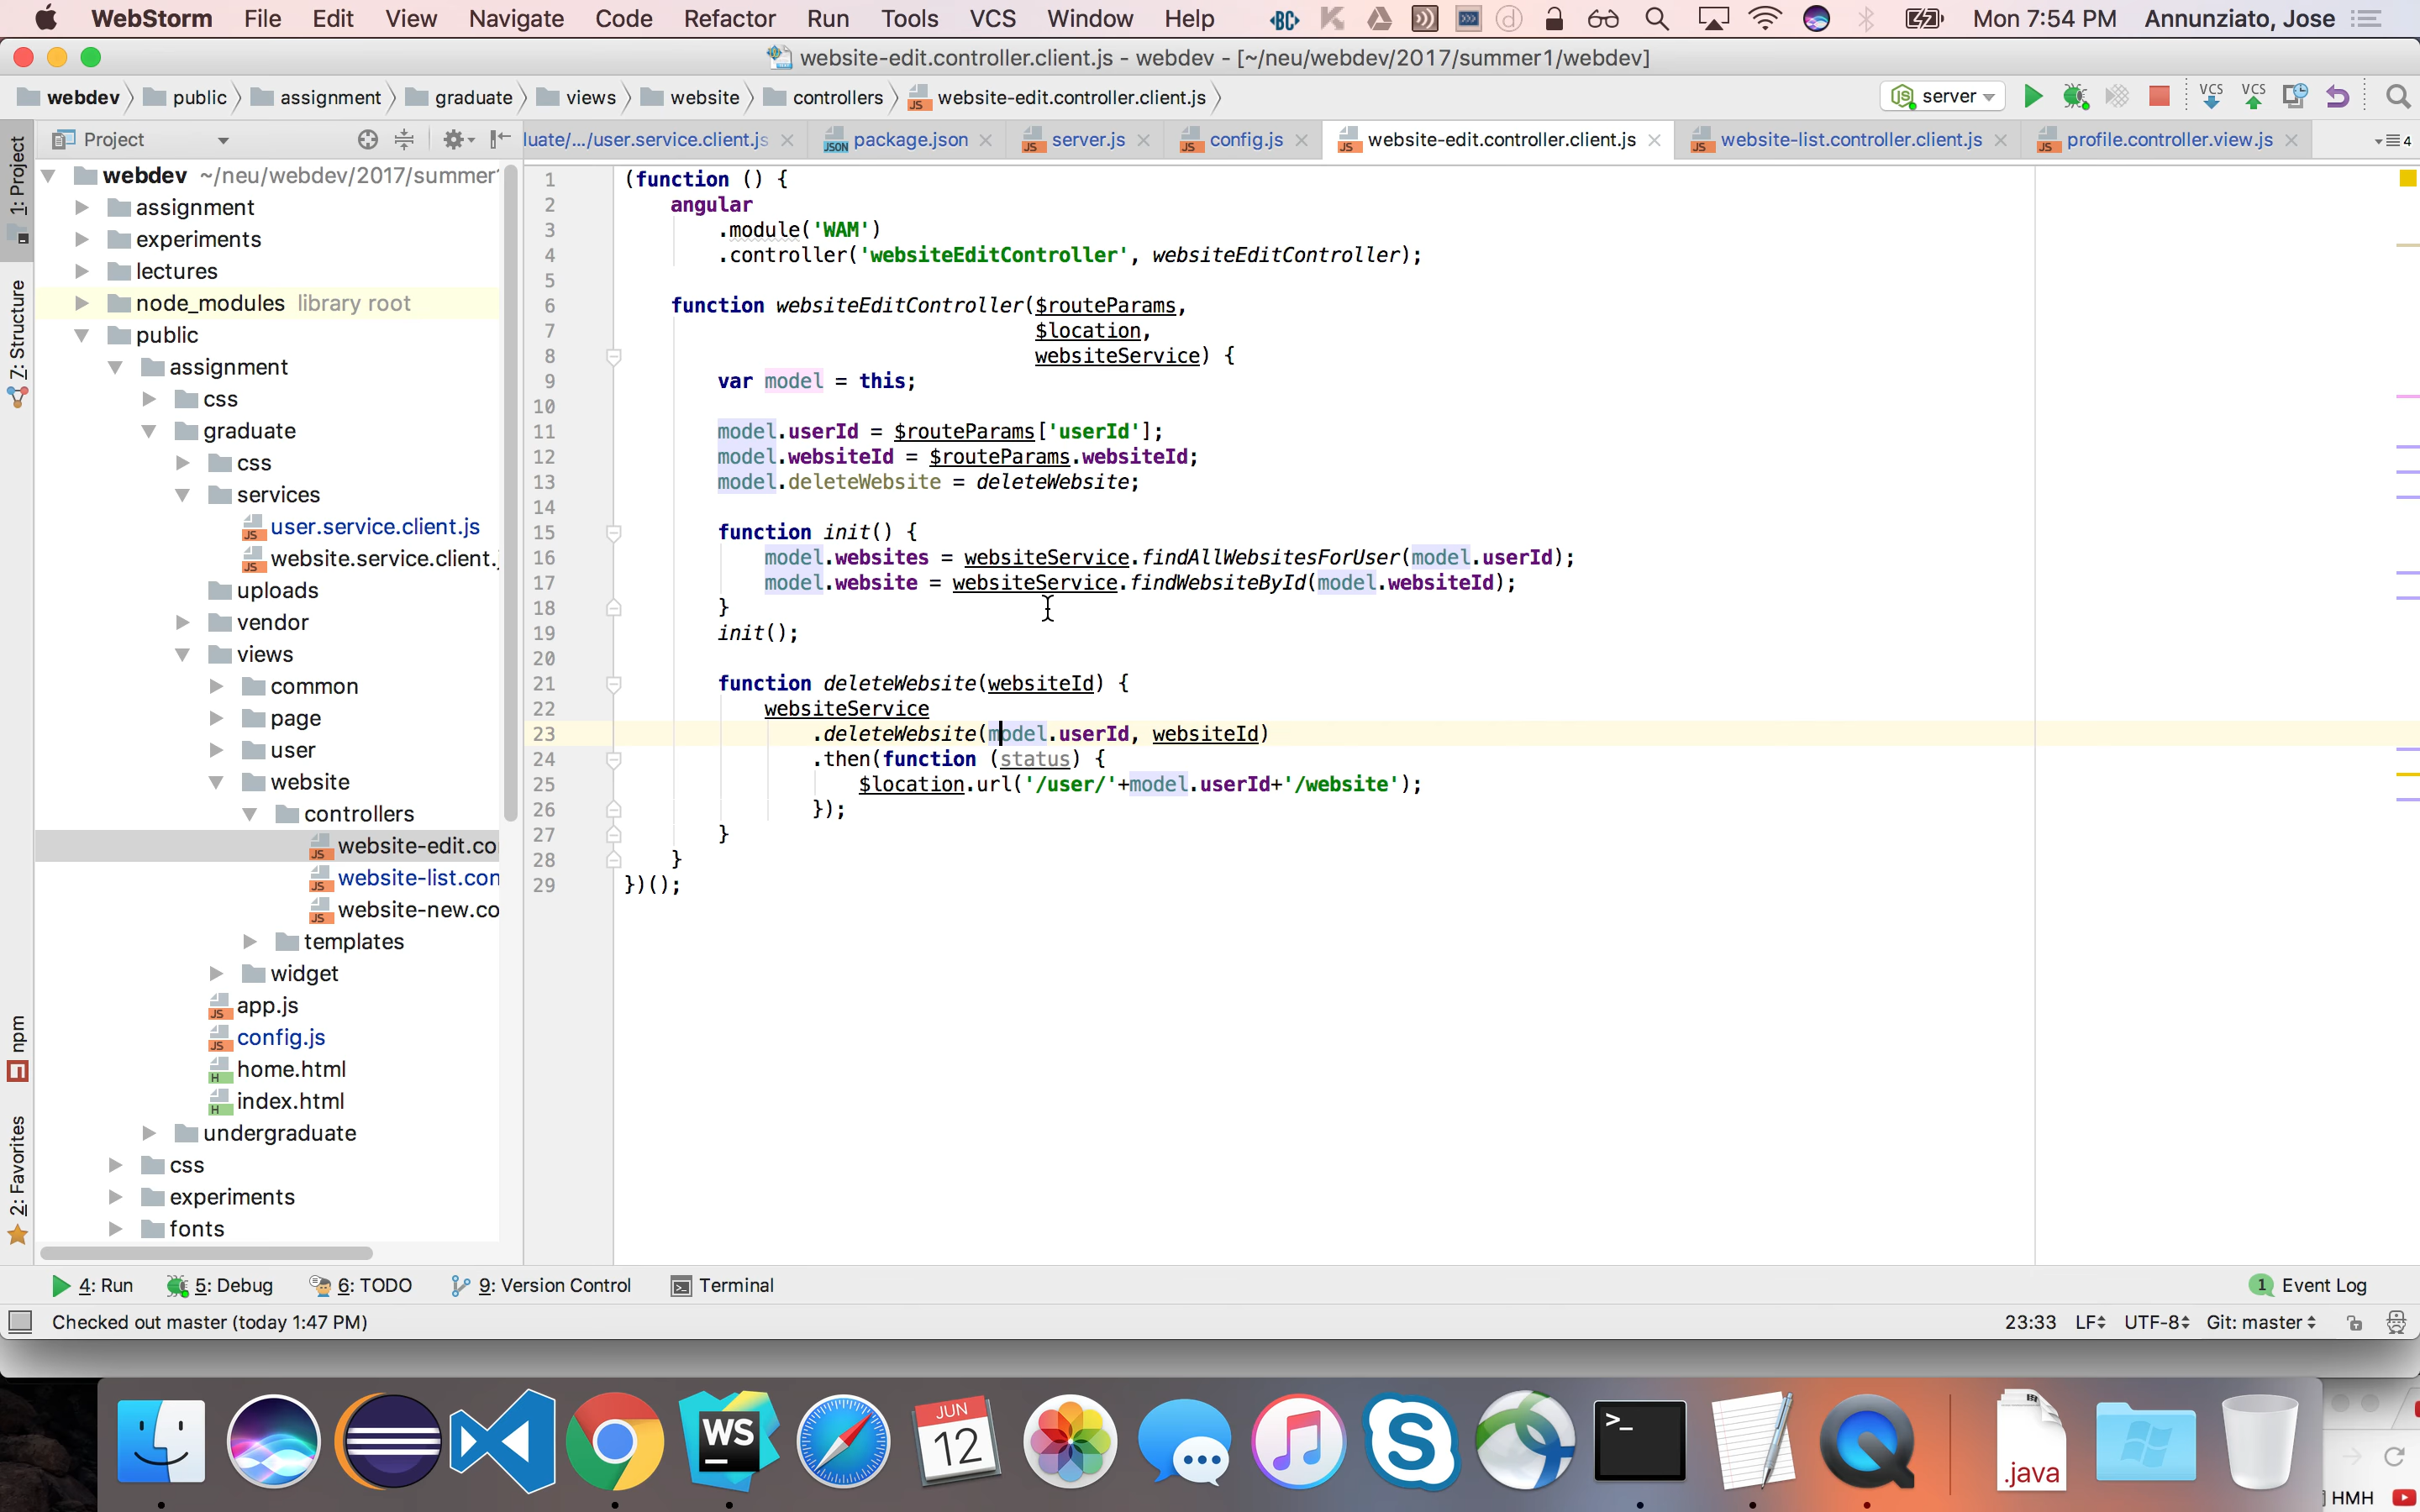 WebStorm File Edit View Navigate Code Refactor Run Tools VCS Window Help Mon 7:54 PM Annunziato, Jose
website-edit.controller.client.js - webdev - [~/neu/webdev/2017/summer1/webdev]
webdev public assignment graduate views website controllers website-edit.controller.client.js server
Project luate/.../user.service.client.js package.json server.js config.js website-edit.controller.client.js website-list.controller.client.js profile.controller.view.js 4
1: Project
7: Structure
npm
2: Favorites
webdev ~/neu/webdev/2017/summer
assignment
experiments
lectures
node_modules library root
public
assignment
css
graduate
css
services
user.service.client.js
website.service.client.
uploads
vendor
views
common
page
user
website
controllers
website-edit.co
website-list.con
website-new.co
templates
widget
app.js
config.js
home.html
index.html
undergraduate
css
experiments
fonts
1 (function () {
2 angular
3 .module('WAM')
4 .controller('websiteEditController', websiteEditController);
5
6 function websiteEditController($routeParams,
7 $location,
8 websiteService) {
9 var model = this;
10
11 model.userId = $routeParams['userId'];
12 model.websiteId = $routeParams.websiteId;
13 model.deleteWebsite = deleteWebsite;
14
15 function init() {
16 model.websites = websiteService.findAllWebsitesForUser(model.userId);
17 model.website = websiteService.findWebsiteById(model.websiteId);
18 }
19 init();
20
21 function deleteWebsite(websiteId) {
22 websiteService
23 .deleteWebsite(model.userId, websiteId)
24 .then(function (status) {
25 $location.url('/user/'+model.userId+'/website');
26 });
27 }
28 }
29 })();
4: Run 5: Debug 6: TODO 9: Version Control Terminal 1 Event Log
Checked out master (today 1:47 PM) 23:33 LF UTF-8 Git: master
WS
JUN
12
.java
HMH